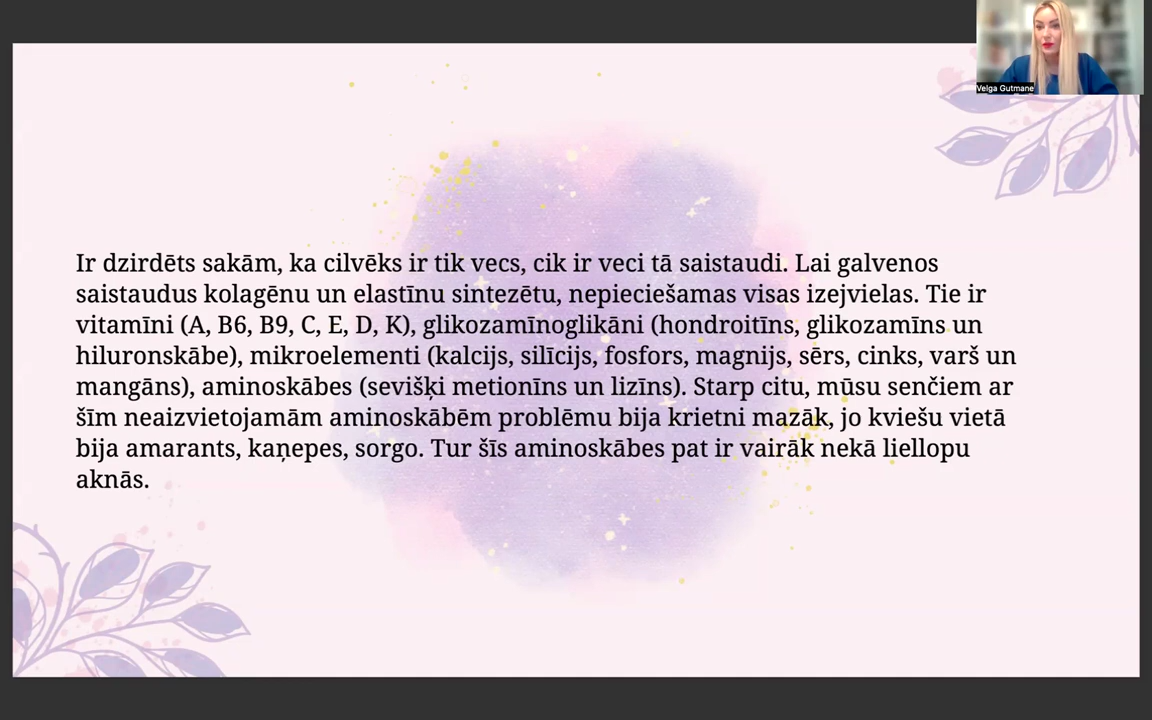 Velga Gutmane
Ir dzirdēts sakām, ka cilvēks ir tik vecs, cik ir veci tā saistaudi. Lai galvenos
saistaudus kolagēnu un elastīnu sintezētu, nepieciešamas visas izejvielas. Tie ir
vitamīni (A, B6, B9, C, E, D, K), glikozamīnoglikāni (hondroitīns, glikozamīns un
hiluronskābe), mikroelementi (kalcijs, silīcijs, fosfors, magnijs, sērs, cinks, varš un
mangāns), aminoskābes (sevišķi metionīns un lizīns). Starp citu, mūsu senčiem ar
šīm neaizvietojamām aminoskābēm problēmu bija krietni mazāk, jo kviešu vietā
bija amarants, kaņepes, sorgo. Tur šīs aminoskābes pat ir vairāk nekā liellopu
aknās.